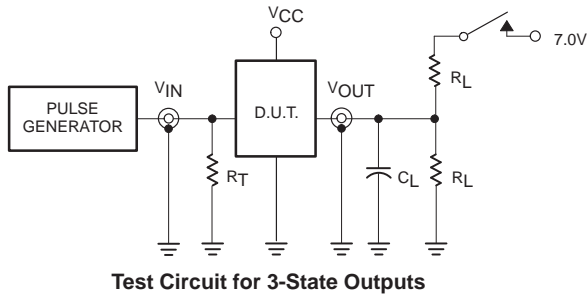 VCC
7.0V
RL
VIN
VOUT
PULSE
GENERATOR
D.U.T.
RT
CL
RL
Test Circuit for 3-State Outputs